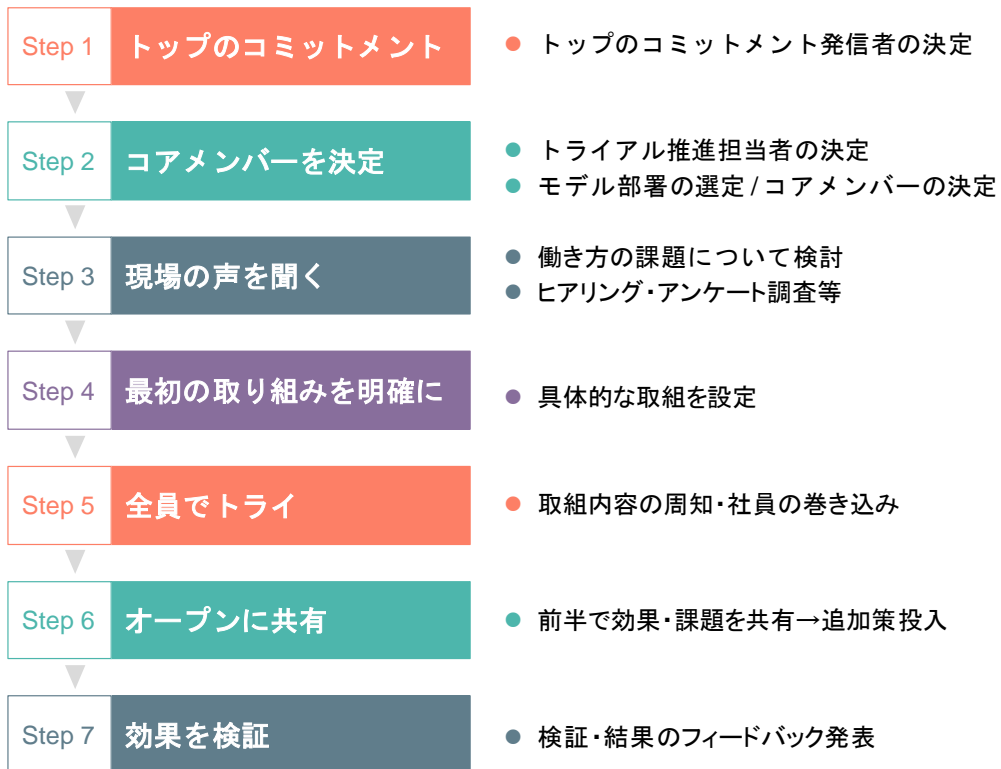 Step 1 トップのコミットメント
● トップのコミットメント発信者の決定
Step 2 コアメンバーを決定
● トライアル推進担当者の決定
● モデル部署の選定/コアメンバーの決定
Step 3 現場の声を聞く
● 働き方の課題について検討
● ヒアリング・アンケート調査等
Step 4 最初の取り組みを明確に
● 具体的な取組を設定
Step 5 全員でトライ
● 取組内容の周知・社員の巻き込み
Step 6 オープンに共有
● 前半で効果・課題を共有→追加策投入
Step 7 効果を検証
● 検証・結果のフィードバック発表